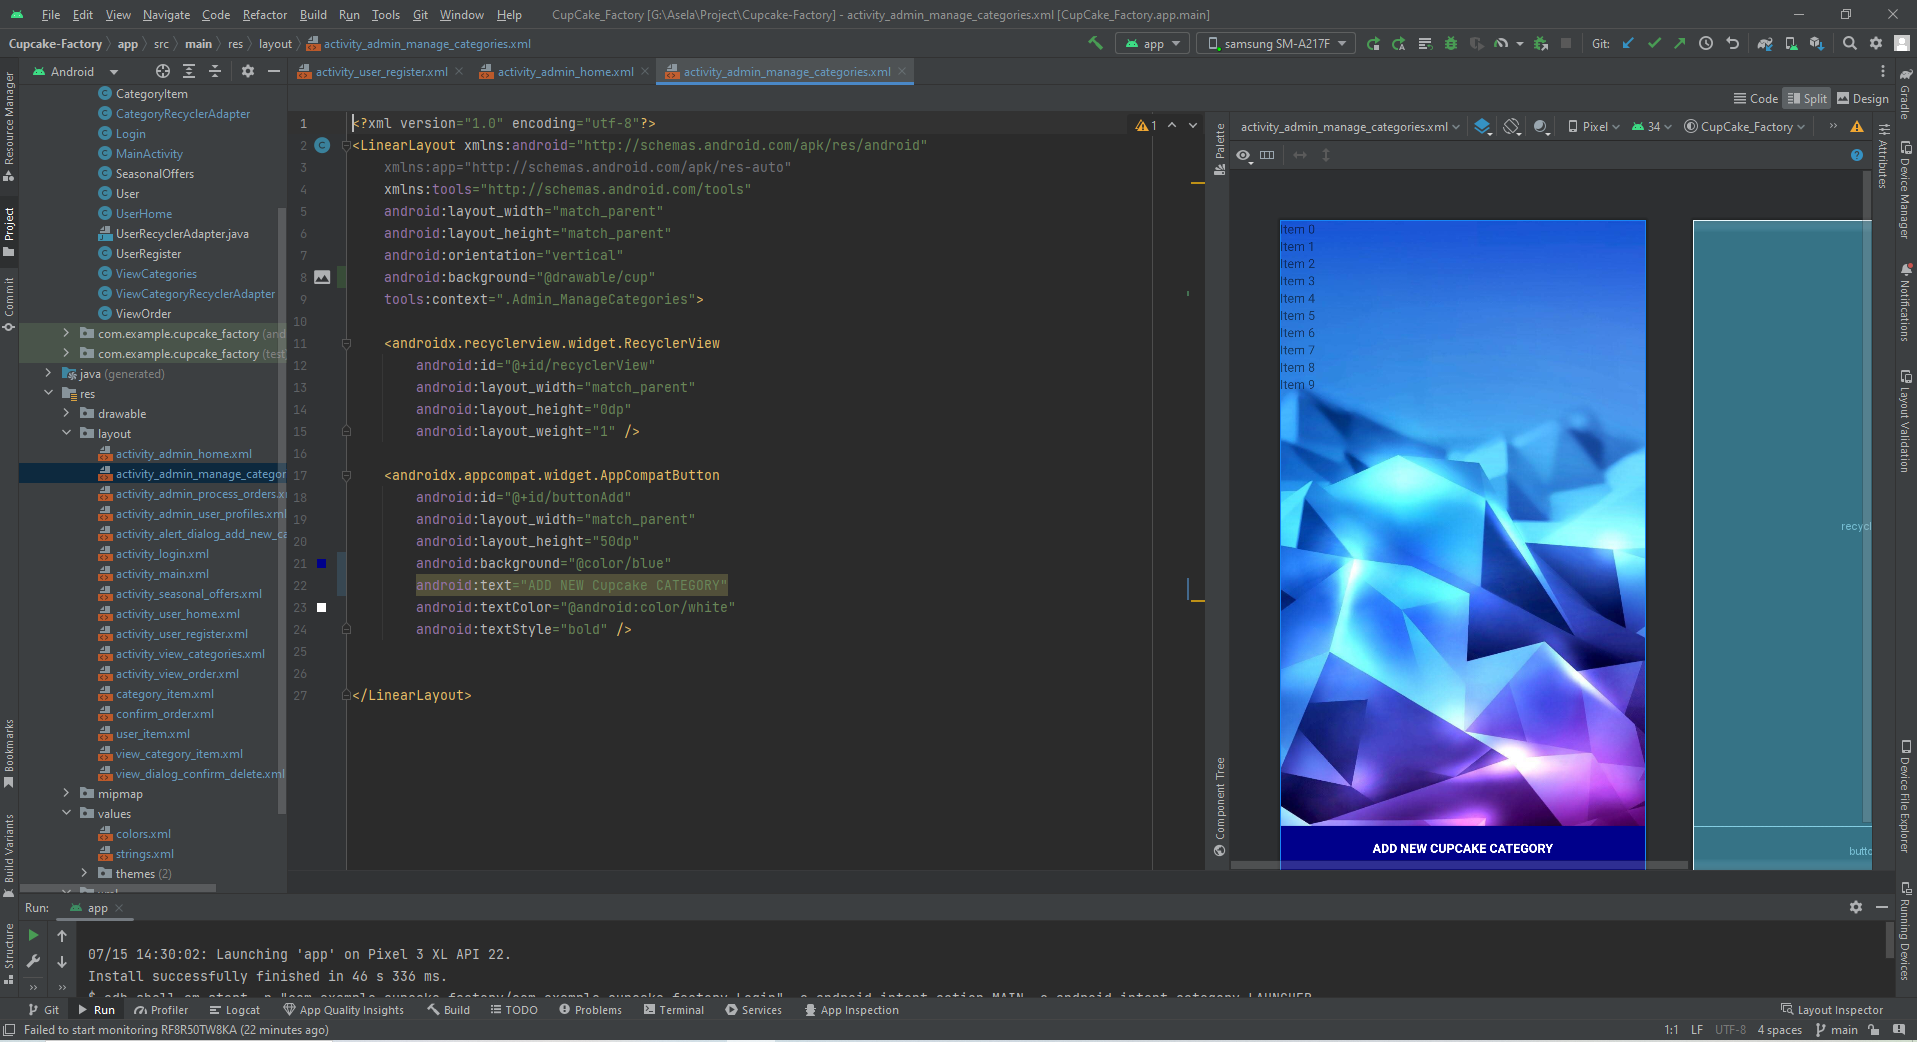 File Edit View Navigate Code Refactor Build Run Tools Git Window Help CupCake_Factory [G:\Asela\Project\Cupcake-Factory] - activity_admin_manage_categories.xml [CupCake_Factory.app.main]
Cupcake-Factory app src main res layout activity_admin_manage_categories.xml app samsung SM-A217F Git:
Android
activity_user_register.xml activity_admin_home.xml activity_admin_manage_categories.xml
Code Split Design
Resource Manager
Project
Commit
Bookmarks
Build Variants
Structure
CategoryItem
CategoryRecyclerAdapter
Login
MainActivity
SeasonalOffers
User
UserHome
UserRecyclerAdapter.java
UserRegister
ViewCategories
ViewCategoryRecyclerAdapter
ViewOrder
com.example.cupcake_factory (and
com.example.cupcake_factory (test
java (generated)
res
drawable
layout
activity_admin_home.xml
activity_admin_manage_categor
activity_admin_process_orders.x
activity_admin_user_profiles.xml
activity_alert_dialog_add_new_ca
activity_login.xml
activity_main.xml
activity_seasonal_offers.xml
activity_user_home.xml
activity_user_register.xml
activity_view_categories.xml
activity_view_order.xml
category_item.xml
confirm_order.xml
user_item.xml
view_category_item.xml
view_dialog_confirm_delete.xml
mipmap
values
colors.xml
strings.xml
themes (2)
1 <?xml version="1.0" encoding="utf-8"?>
2 <LinearLayout xmlns:android="http://schemas.android.com/apk/res/android"
3 xmlns:app="http://schemas.android.com/apk/res-auto"
4 xmlns:tools="http://schemas.android.com/tools"
5 android:layout_width="match_parent"
6 android:layout_height="match_parent"
7 android:orientation="vertical"
8 android:background="@drawable/cup"
9 tools:context=".Admin_ManageCategories">
10
11 <androidx.recyclerview.widget.RecyclerView
12 android:id="@+id/recyclerView"
13 android:layout_width="match_parent"
14 android:layout_height="0dp"
15 android:layout_weight="1" />
16
17 <androidx.appcompat.widget.AppCompatButton
18 android:id="@+id/buttonAdd"
19 android:layout_width="match_parent"
20 android:layout_height="50dp"
21 android:background="@color/blue"
22 android:text="ADD NEW Cupcake CATEGORY"
23 android:textColor="@android:color/white"
24 android:textStyle="bold" />
25
26
27 </LinearLayout>
1
Palette
Component Tree
activity_admin_manage_categories.xml Pixel 34 CupCake_Factory
Item 0
Item 1
Item 2
Item 3
Item 4
Item 5
Item 6
Item 7
Item 8
Item 9
ADD NEW CUPCAKE CATEGORY
recycl
butto
Attributes
Gradle
Device Manager
Notifications
Layout Validation
Device File Explorer
Running Devices
Run: app
07/15 14:30:02: Launching 'app' on Pixel 3 XL API 22.
Install successfully finished in 46 s 336 ms.
Git Run Profiler Logcat App Quality Insights Build TODO Problems Terminal Services App Inspection Layout Inspector
Failed to start monitoring RF8R50TW8KA (22 minutes ago) 1:1 LF UTF-8 4 spaces main